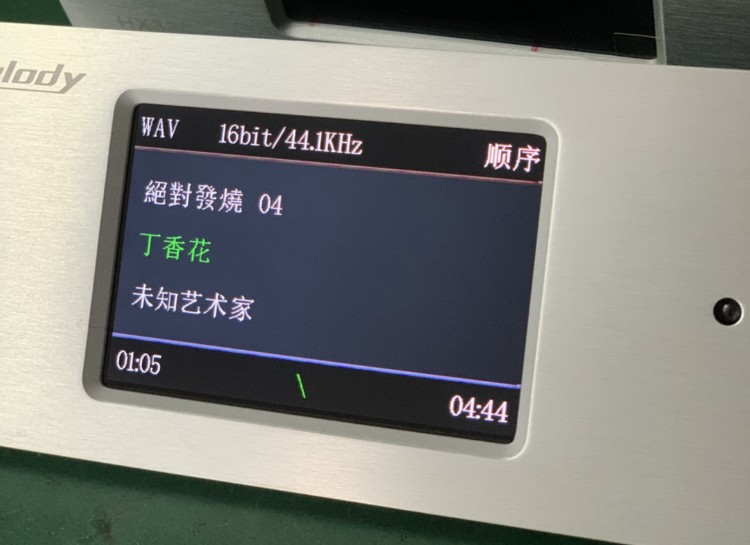 lody
WAV 16bit/44.1KHz 顺序
絕對發燒 04
丁香花
未知艺术家
01:05 \ 04:44